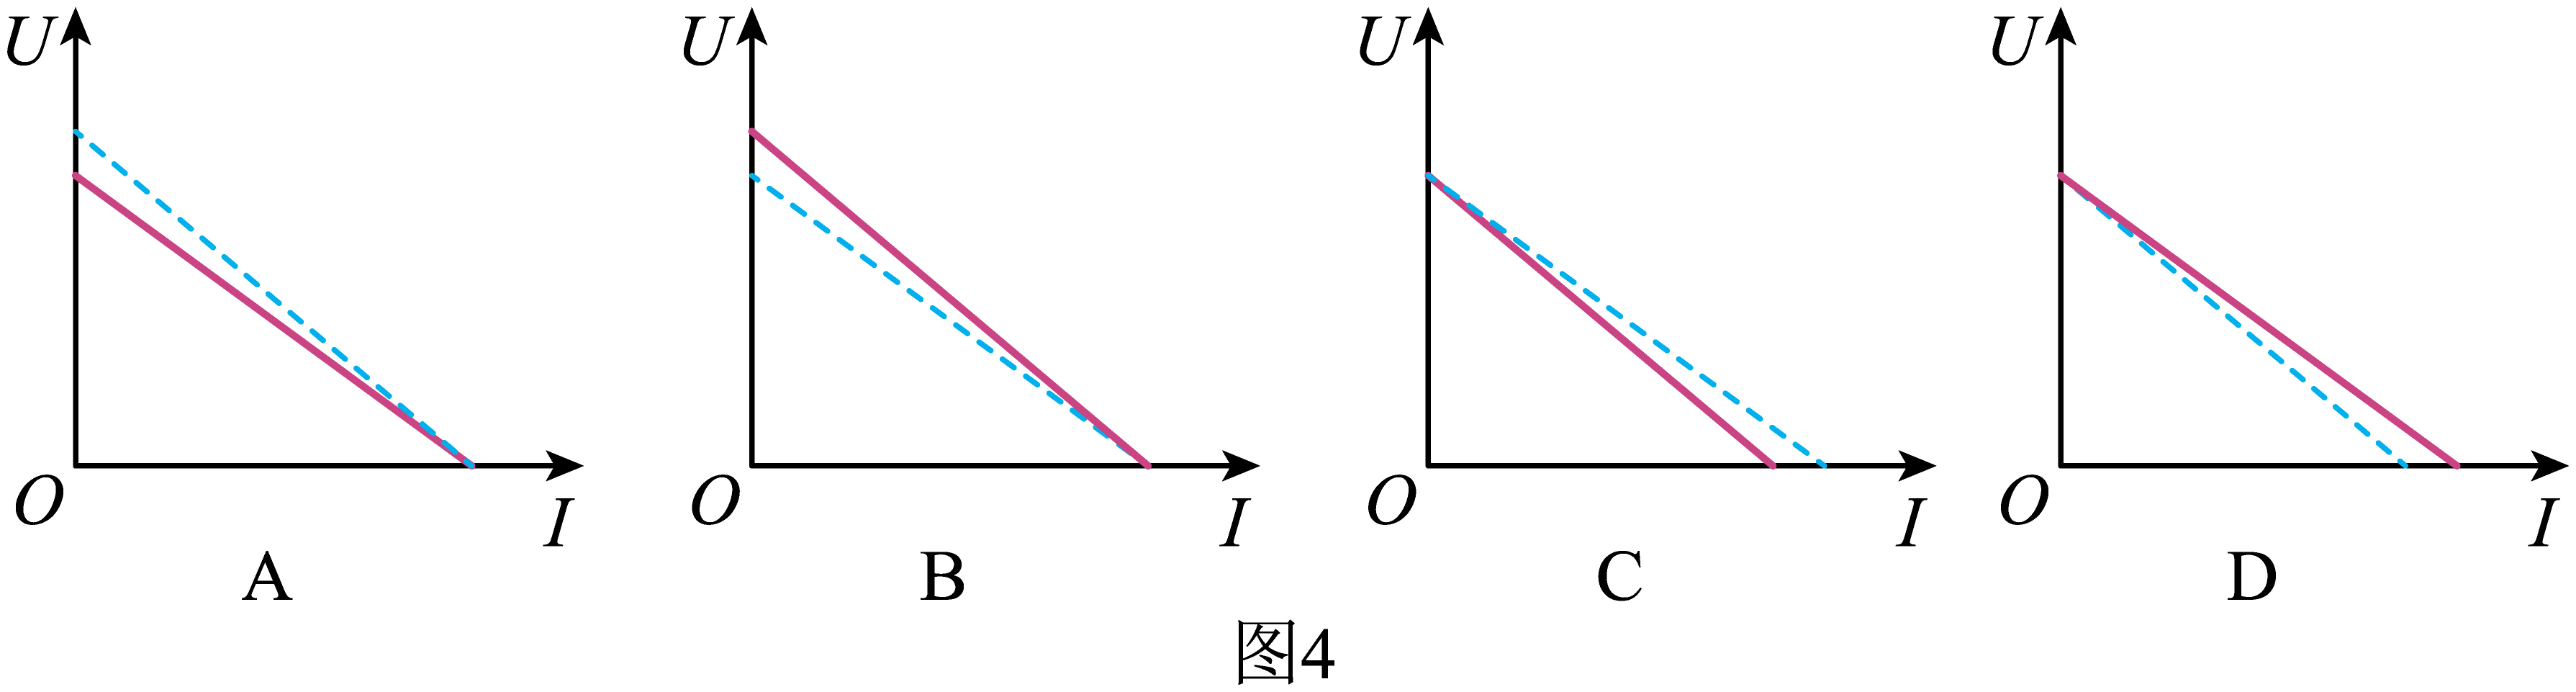 U U U U
O I O I O I O I
A B C D
图4